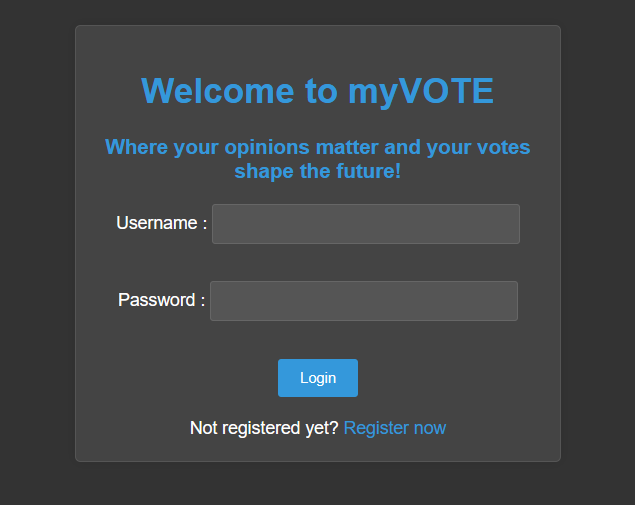 Welcome to myVOTE
Where your opinions matter and your votes
shape the future!
Username :
Password :
Login
Not registered yet? Register now